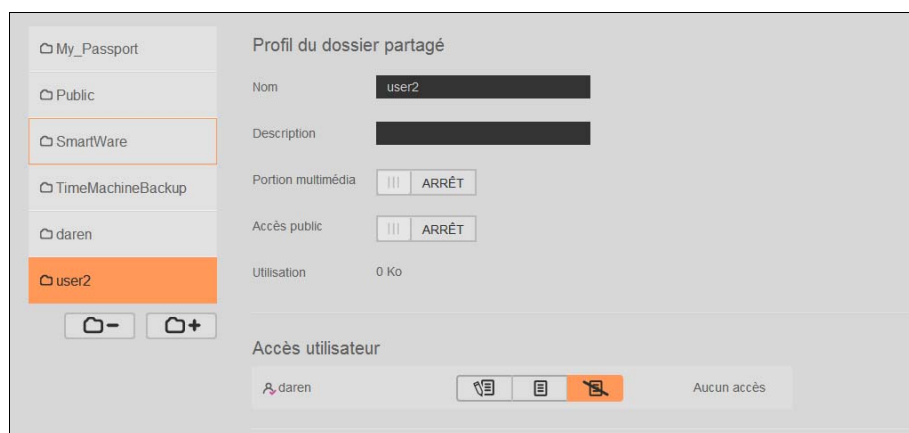 My_Passport
Public
SmartWare
TimeMachineBackup
daren
user2
Profil du dossier partagé
Nom user2
Description
Portion multimédia ARRÊT
Accès public ARRÊT
Utilisation 0 Ko
Accès utilisateur
daren Aucun accès